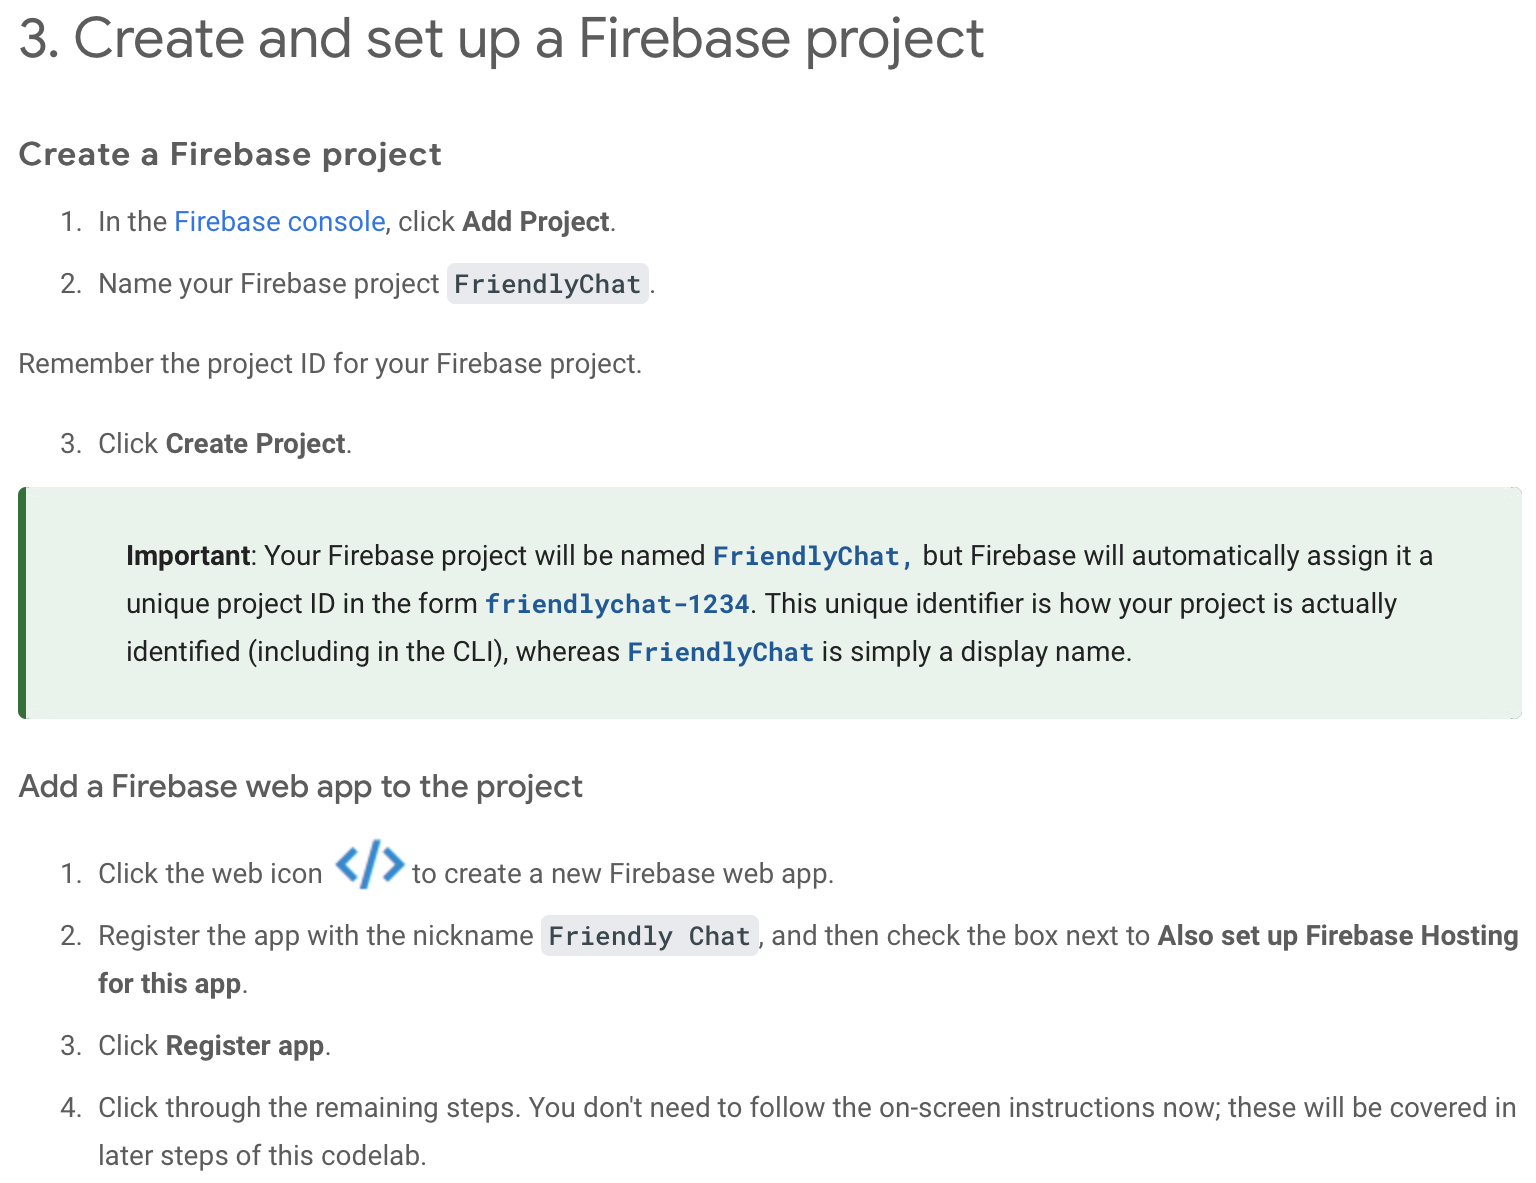 3. Create and set up a Firebase project
Create a Firebase project
1. In the Firebase console, click Add Project.
2. Name your Firebase project FriendlyChat.
Remember the project ID for your Firebase project.
3. Click Create Project.
Important: Your Firebase project will be named FriendlyChat, but Firebase will automatically assign it a
unique project ID in the form friendlychat-1234. This unique identifier is how your project is actually
identified (including in the CLI), whereas FriendlyChat is simply a display name.
Add a Firebase web app to the project
1. Click the web icon </> to create a new Firebase web app.
2. Register the app with the nickname Friendly Chat, and then check the box next to Also set up Firebase Hosting
for this app.
3. Click Register app.
4. Click through the remaining steps. You don't need to follow the on-screen instructions now; these will be covered in
later steps of this codelab.